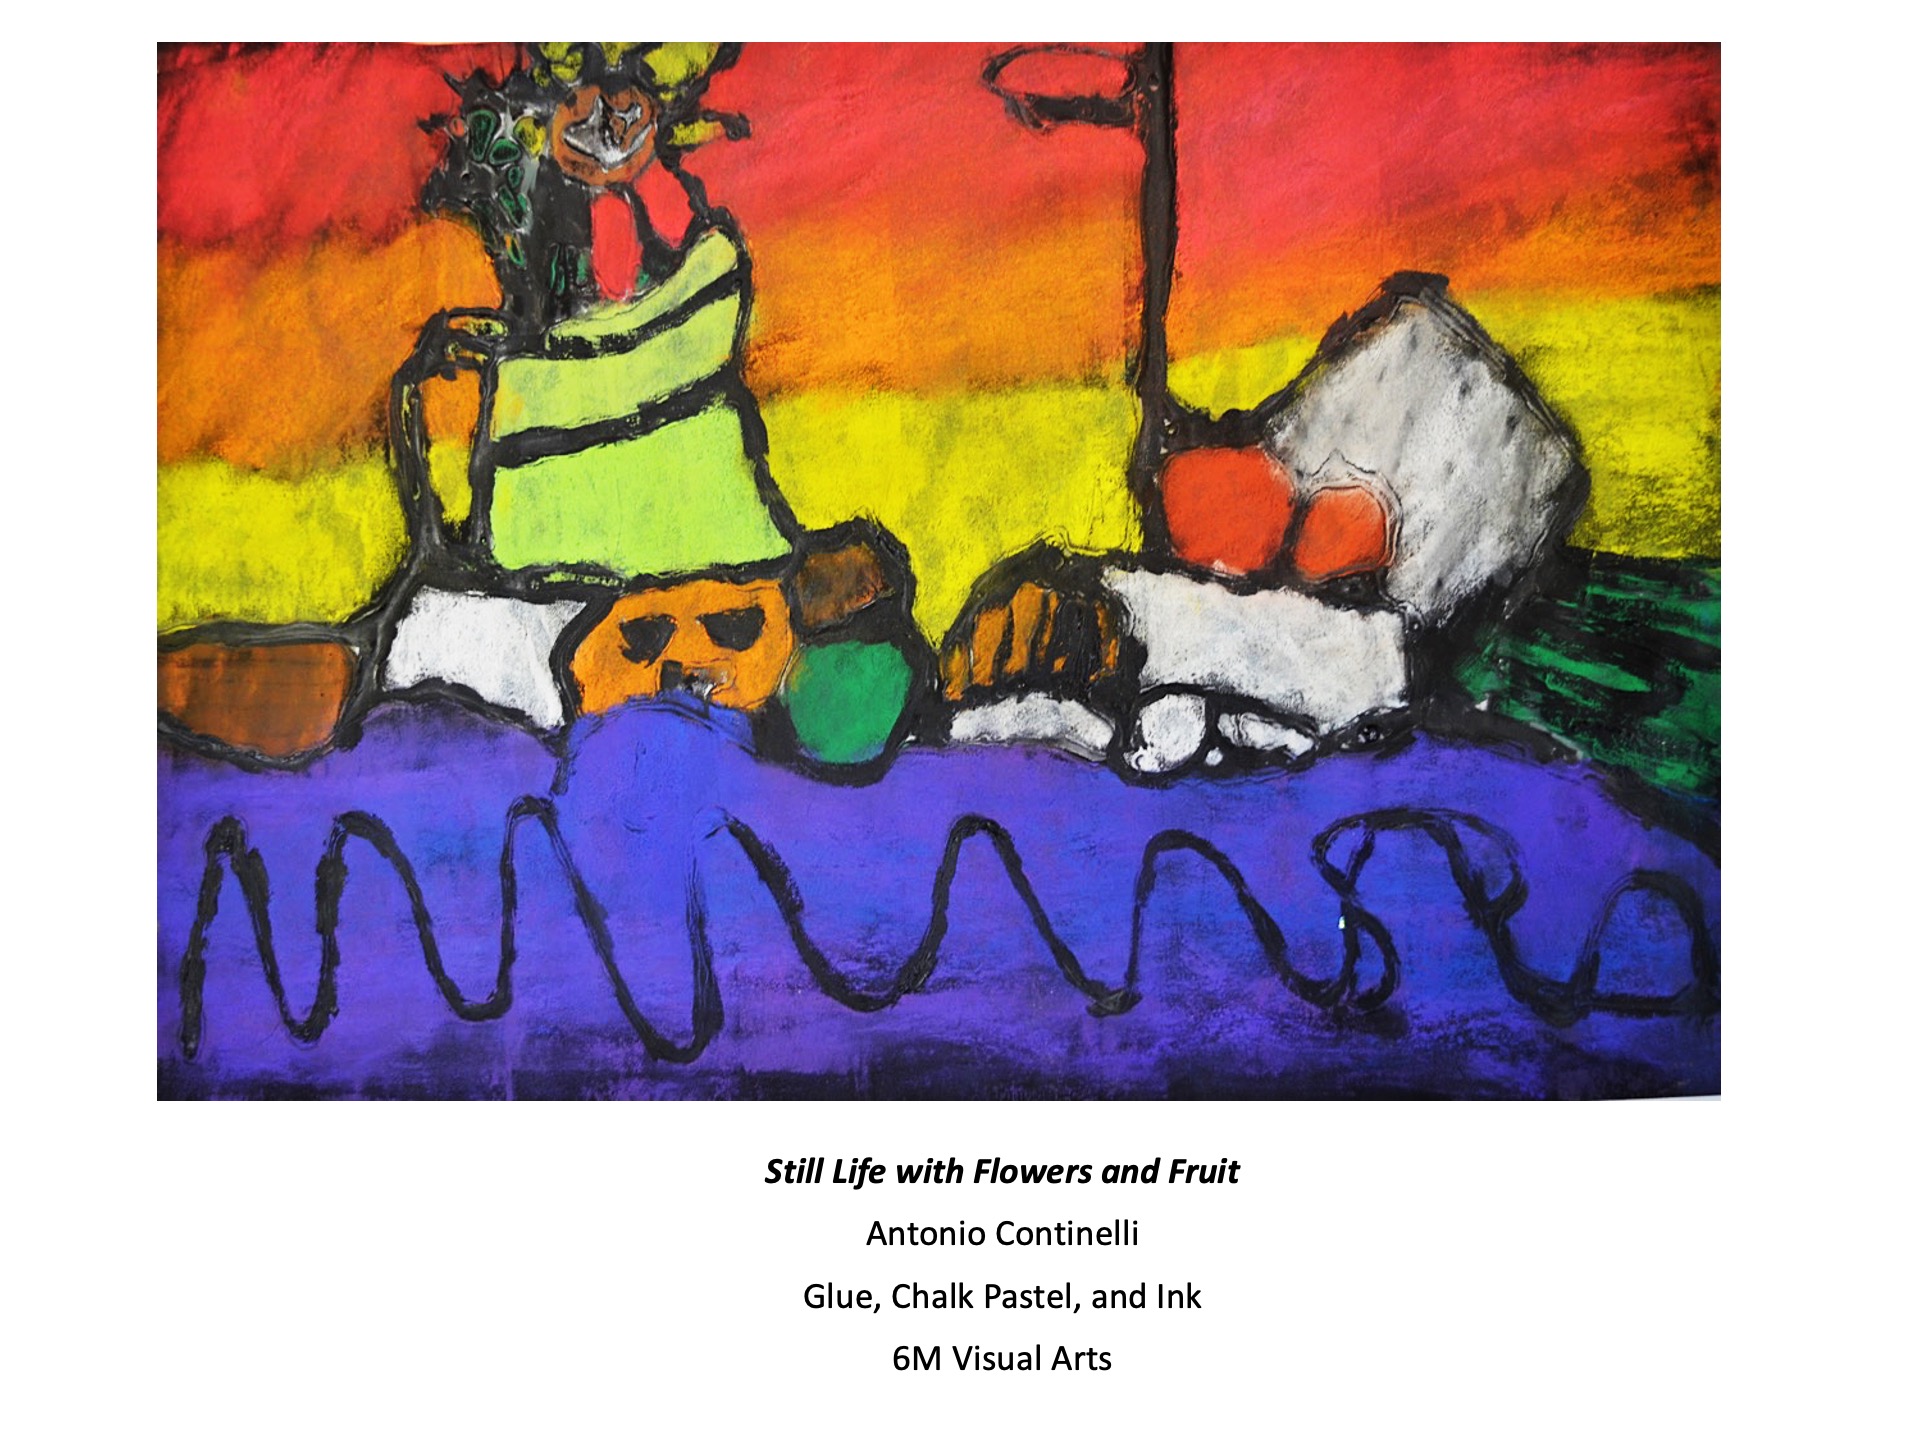 Still Life with Flowers and Fruit
Antonio Continelli
Glue, Chalk Pastel, and Ink
6M Visual Arts